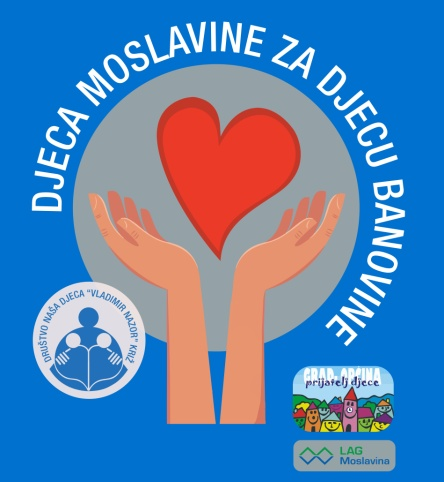 DJECA MOSLAVINE ZA DJECU BANOVINE
DRUŠTVO NAŠA DJECA "VLADIMIR NAZOR" KRIŽ
GRAD-OPĆINA
prijatelj djece
LAG
Moslavina